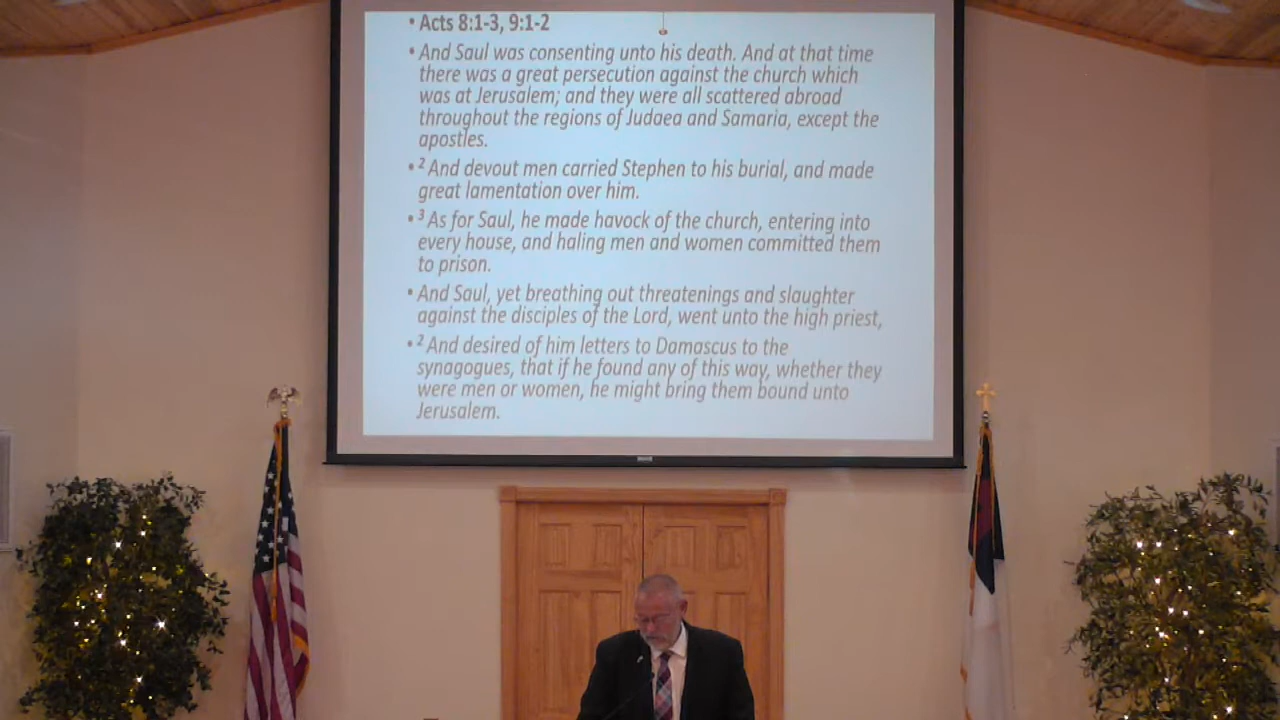 • Acts 8:1-3, 9:1-2
• And Saul was consenting unto his death. And at that time
there was a great persecution against the church which
was at Jerusalem; and they were all scattered abroad
throughout the regions of Judaea and Samaria, except the
apostles.
• 2 And devout men carried Stephen to his burial, and made
great lamentation over him.
• 3 As for Saul, he made havock of the church, entering into
every house, and haling men and women committed them
to prison.
• And Saul, yet breathing out threatenings and slaughter
against the disciples of the Lord, went unto the high priest,
• 2 And desired of him letters to Damascus to the
synagogues, that if he found any of this way, whether they
were men or women, he might bring them bound unto
Jerusalem.